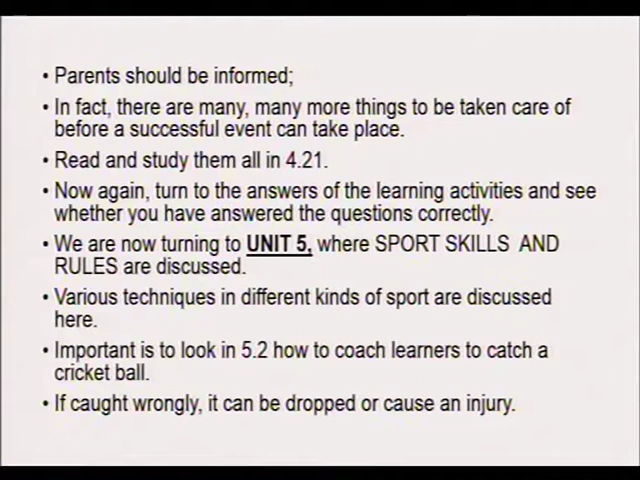 • Parents should be informed;
• In fact, there are many, many more things to be taken care of
before a successful event can take place.
• Read and study them all in 4.21.
• Now again, turn to the answers of the learning activities and see
whether you have answered the questions correctly.
• We are now turning to UNIT 5, where SPORT SKILLS AND
RULES are discussed.
• Various techniques in different kinds of sport are discussed
here.
• Important is to look in 5.2 how to coach learners to catch a
cricket ball.
• If caught wrongly, it can be dropped or cause an injury.